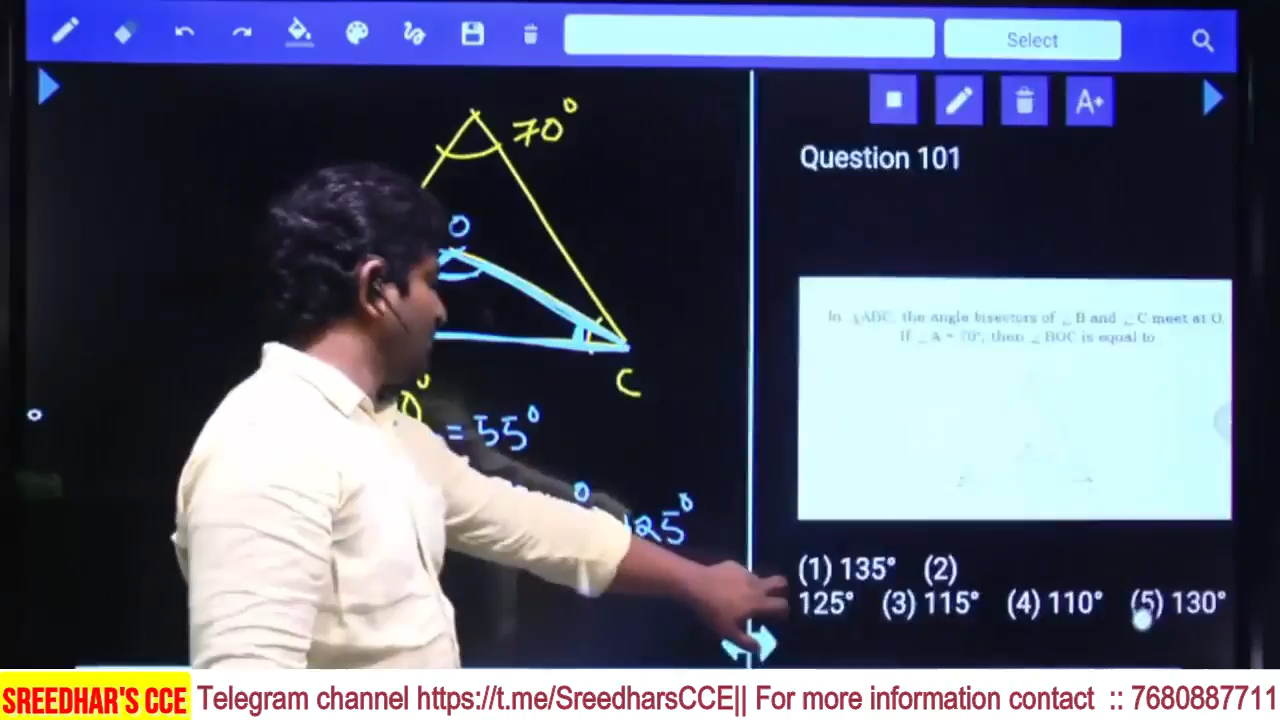 Select
A+
Question 101
70°
O
In ∆ABC, the angle bisectors of ∠B and ∠C meet at O.
If ∠A = 70°, then ∠BOC is equal to
C
0°
= 55°
125°
(1) 135° (2)
125° (3) 115° (4) 110° (5) 130°
SREEDHAR'S CCE Telegram channel https://t.me/SreedharsCCE|| For more information contact :: 7680887711